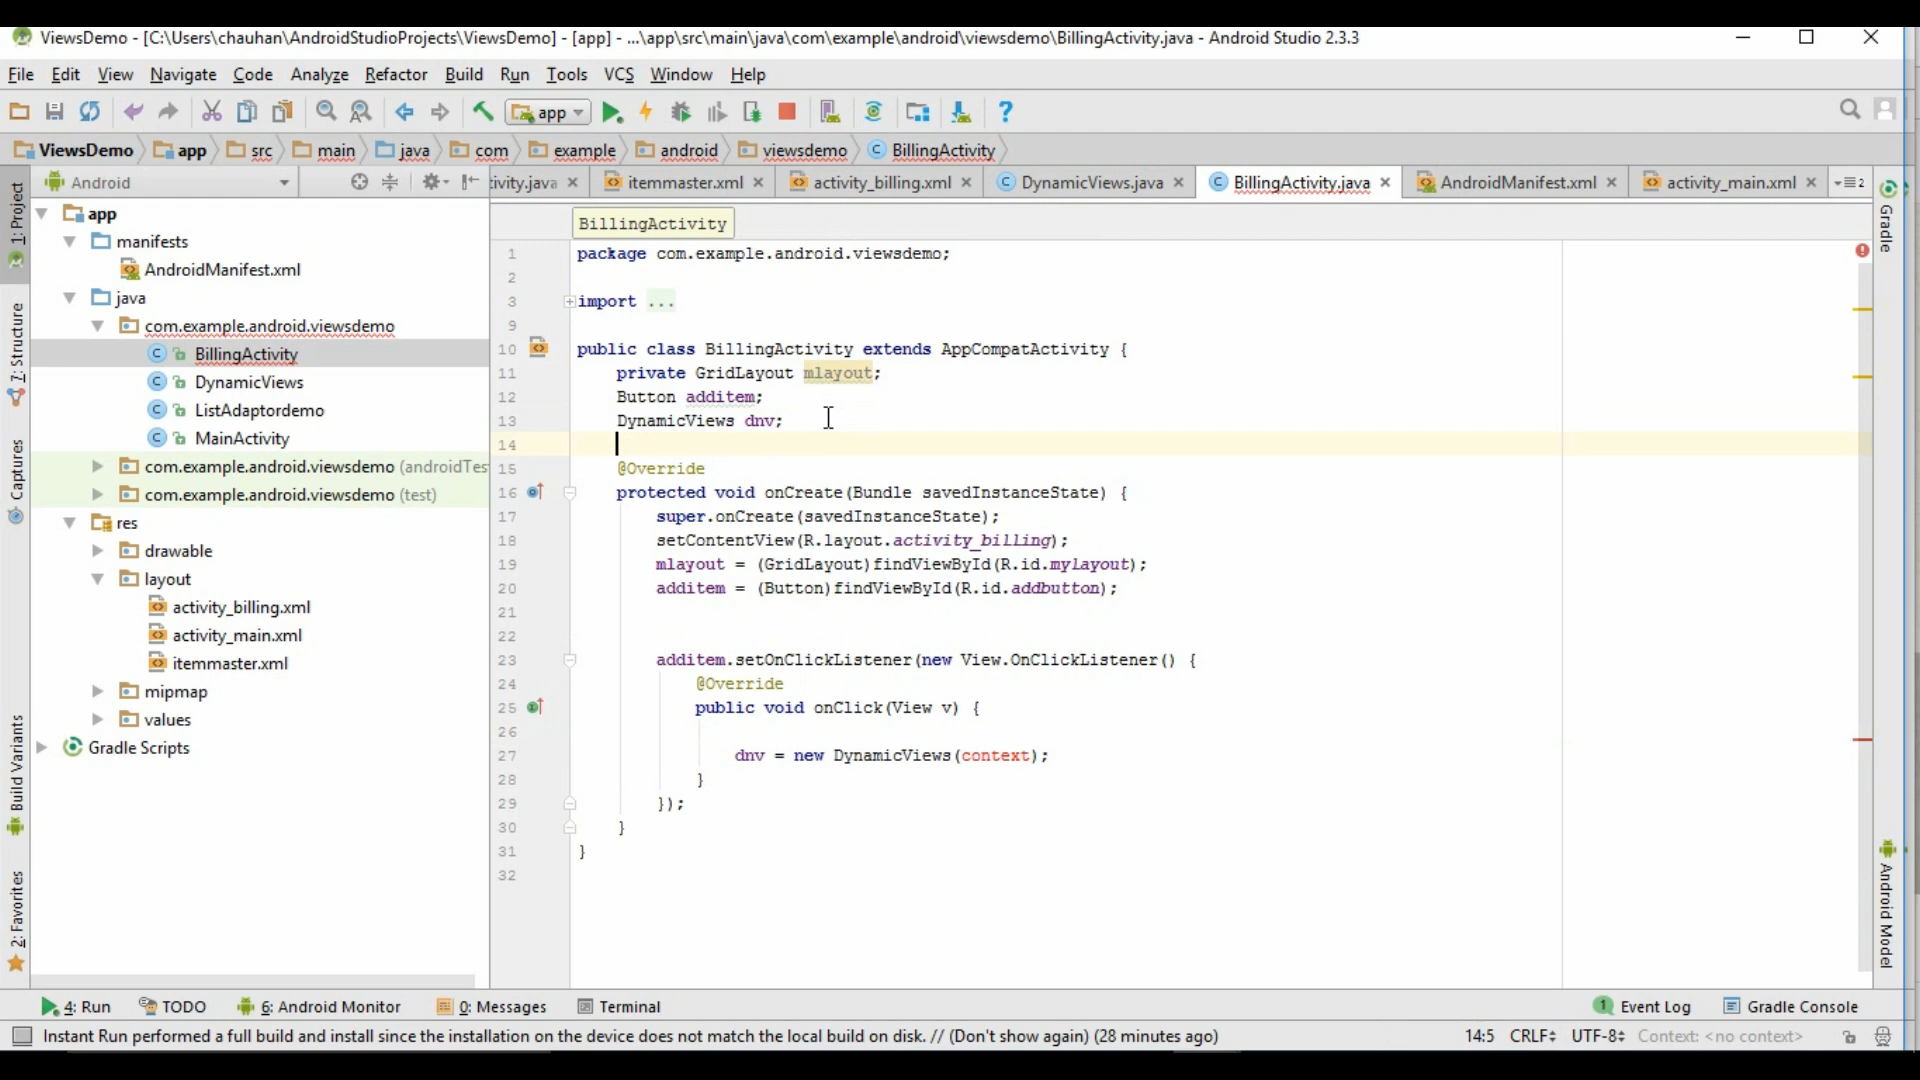 ViewsDemo - [C:\Users\chauhan\AndroidStudioProjects\ViewsDemo] - [app] - ...\app\src\main\java\com\example\android\viewsdemo\BillingActivity.java - Android Studio 2.3.3
File Edit View Navigate Code Analyze Refactor Build Run Tools VCS Window Help
app
ViewsDemo app src main java com example android viewsdemo BillingActivity
Android
tivity.java itemmaster.xml activity_billing.xml DynamicViews.java BillingActivity.java AndroidManifest.xml activity_main.xml 2
1: Project
7: Structure
Captures
Build Variants
2: Favorites
app
manifests
AndroidManifest.xml
java
com.example.android.viewsdemo
BillingActivity
DynamicViews
ListAdaptordemo
MainActivity
com.example.android.viewsdemo (androidTes
com.example.android.viewsdemo (test)
res
drawable
layout
activity_billing.xml
activity_main.xml
itemmaster.xml
mipmap
values
Gradle Scripts
BillingActivity
1 package com.example.android.viewsdemo;
2
3 import ...
9
10 public class BillingActivity extends AppCompatActivity {
11 private GridLayout mlayout;
12 Button additem;
13 DynamicViews dnv;
14
15 @Override
16 protected void onCreate(Bundle savedInstanceState) {
17 super.onCreate(savedInstanceState);
18 setContentView(R.layout.activity_billing);
19 mlayout = (GridLayout)findViewById(R.id.mylayout);
20 additem = (Button)findViewById(R.id.addbutton);
21
22
23 additem.setOnClickListener(new View.OnClickListener() {
24 @Override
25 public void onClick(View v) {
26
27 dnv = new DynamicViews(context);
28 }
29 });
30 }
31 }
32
Gradle
Android Model
4: Run TODO 6: Android Monitor 0: Messages Terminal 1 Event Log Gradle Console
Instant Run performed a full build and install since the installation on the device does not match the local build on disk. // (Don't show again) (28 minutes ago) 14:5 CRLF UTF-8 Context: <no context>